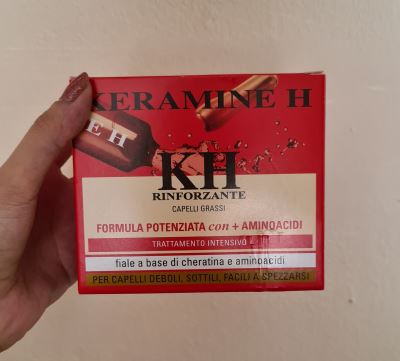 KERAMINE H
E H
KH
RINFORZANTE
CAPELLI GRASSI
FORMULA POTENZIATA con + AMINOACIDI
TRATTAMENTO INTENSIVO
fiale a base di cheratina e aminoacidi
PER CAPELLI DEBOLI, SOTTILI, FACILI A SPEZZARSI